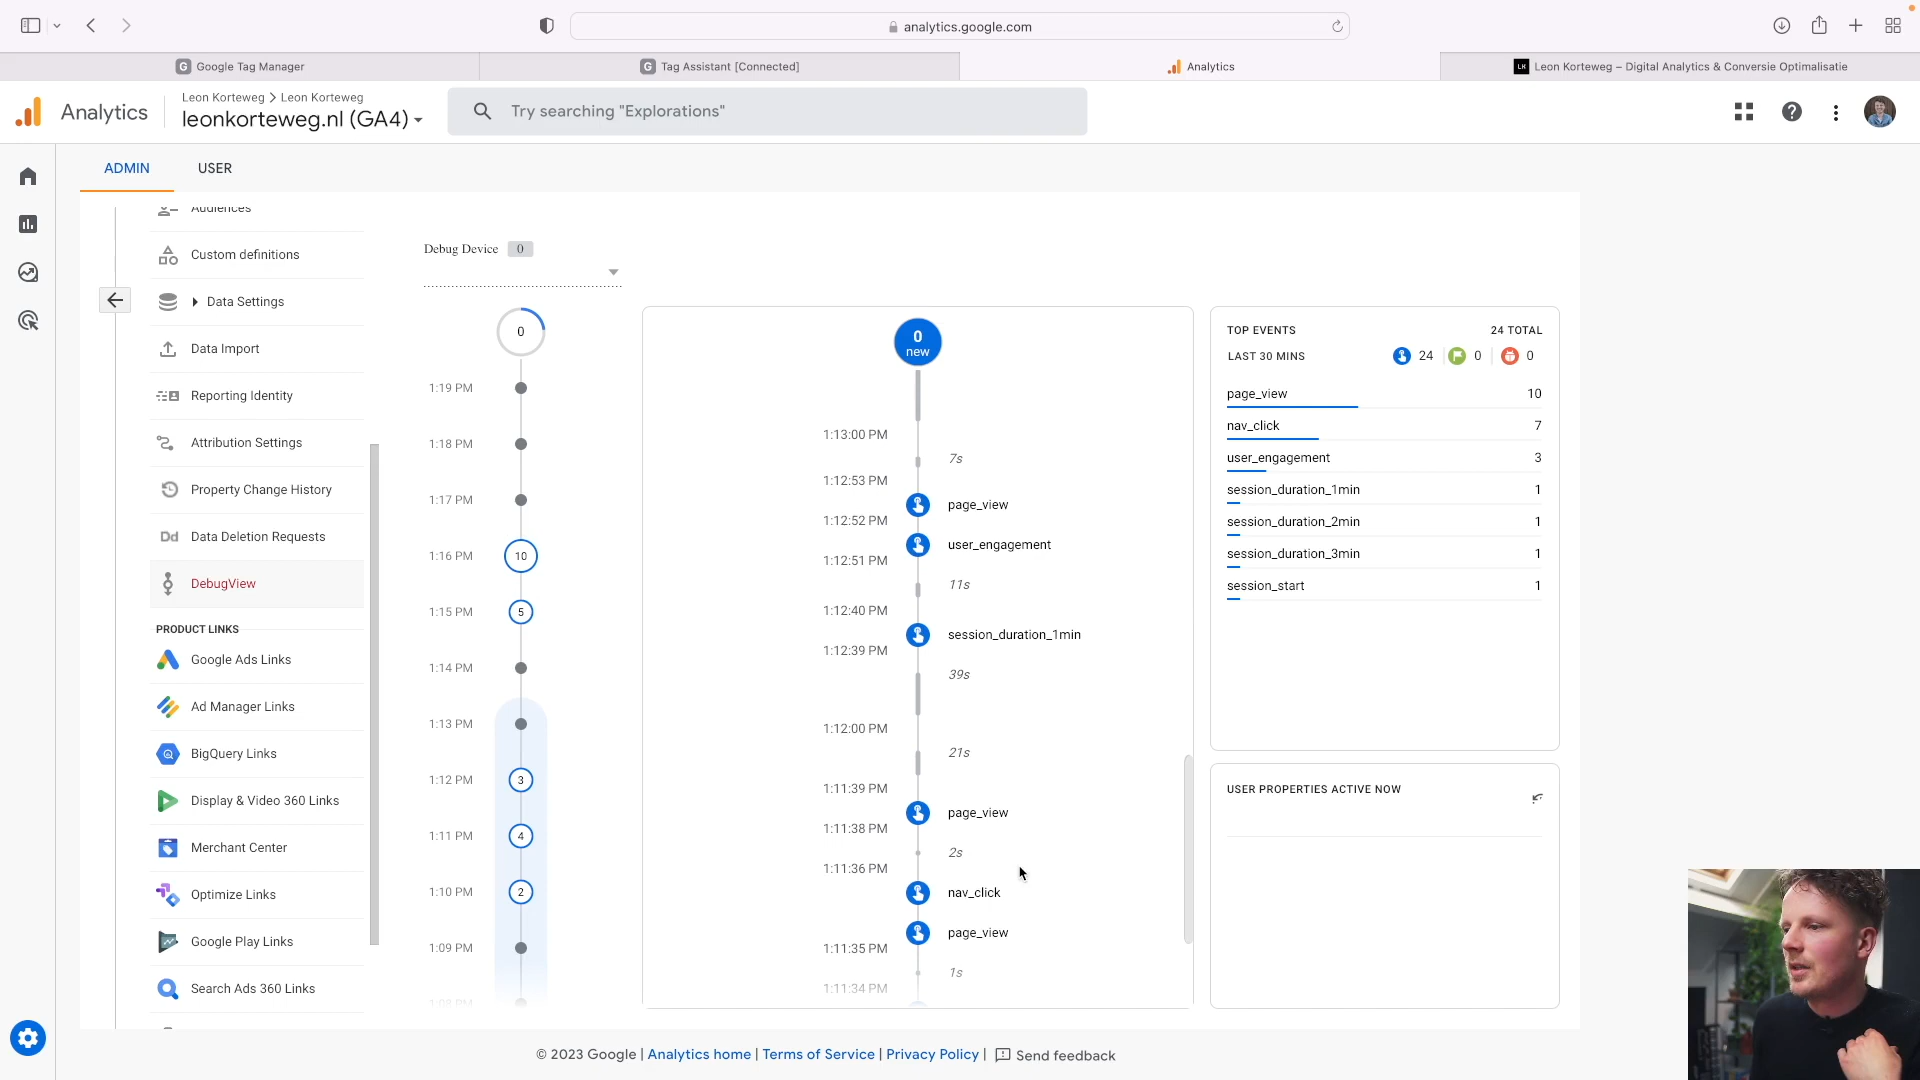 analytics.google.com
G Google Tag Manager
G Tag Assistant [Connected]
Analytics
LK Leon Korteweg – Digital Analytics & Conversie Optimalisatie
Analytics
Leon Korteweg > Leon Korteweg
leonkorteweg.nl (GA4)
Try searching "Explorations"
ADMIN
USER
Audiences
Custom definitions
Data Settings
Data Import
Reporting Identity
Attribution Settings
Property Change History
Dd Data Deletion Requests
DebugView
PRODUCT LINKS
Google Ads Links
Ad Manager Links
BigQuery Links
Display & Video 360 Links
Merchant Center
Optimize Links
Google Play Links
Search Ads 360 Links
Debug Device 0
0
1:19 PM
1:18 PM
1:17 PM
1:16 PM 10
1:15 PM 5
1:14 PM
1:13 PM
1:12 PM 3
1:11 PM 4
1:10 PM 2
1:09 PM
1:08 PM
0
new
1:13:00 PM
7s
1:12:53 PM
page_view
1:12:52 PM
user_engagement
1:12:51 PM
11s
1:12:40 PM
session_duration_1min
1:12:39 PM
39s
1:12:00 PM
21s
1:11:39 PM
page_view
1:11:38 PM
2s
1:11:36 PM
nav_click
page_view
1:11:35 PM
1s
1:11:34 PM
TOP EVENTS 24 TOTAL
LAST 30 MINS 24 0 0
page_view 10
nav_click 7
user_engagement 3
session_duration_1min 1
session_duration_2min 1
session_duration_3min 1
session_start 1
USER PROPERTIES ACTIVE NOW
© 2023 Google | Analytics home | Terms of Service | Privacy Policy | Send feedback